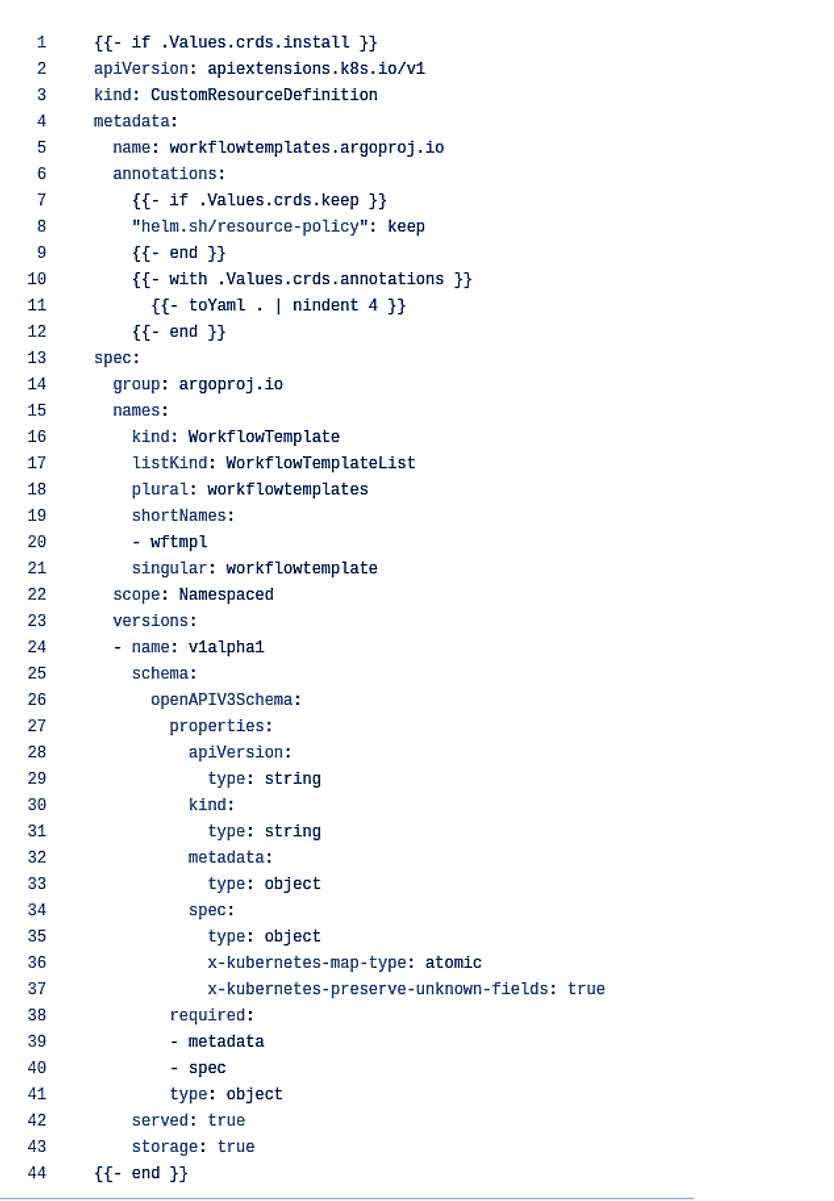 1 {{- if .Values.crds.install }}
2 apiVersion: apiextensions.k8s.io/v1
3 kind: CustomResourceDefinition
4 metadata:
5   name: workflowtemplates.argoproj.io
6   annotations:
7     {{- if .Values.crds.keep }}
8     "helm.sh/resource-policy": keep
9     {{- end }}
10     {{- with .Values.crds.annotations }}
11       {{- toYaml . | nindent 4 }}
12     {{- end }}
13 spec:
14   group: argoproj.io
15   names:
16     kind: WorkflowTemplate
17     listKind: WorkflowTemplateList
18     plural: workflowtemplates
19     shortNames:
20     - wftmpl
21     singular: workflowtemplate
22   scope: Namespaced
23   versions:
24   - name: v1alpha1
25     schema:
26       openAPIV3Schema:
27         properties:
28           apiVersion:
29             type: string
30           kind:
31             type: string
32           metadata:
33             type: object
34           spec:
35             type: object
36             x-kubernetes-map-type: atomic
37             x-kubernetes-preserve-unknown-fields: true
38         required:
39         - metadata
40         - spec
41         type: object
42     served: true
43     storage: true
44 {{- end }}